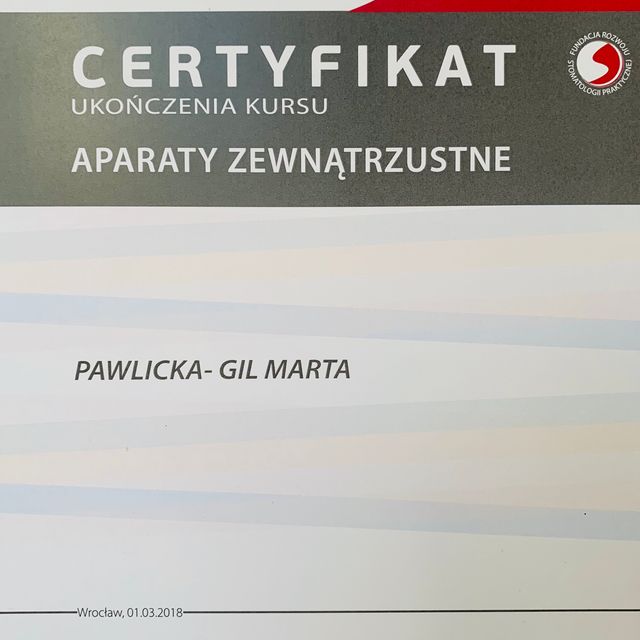 CERTYFIKAT
UKOŃCZENIA KURSU
APARATY ZEWNĄTRZUSTNE
FUNDACJA ROZWOJU
STOMATOLOGII PRAKTYCZNEJ
PAWLICKA- GIL MARTA
Wrocław, 01.03.2018